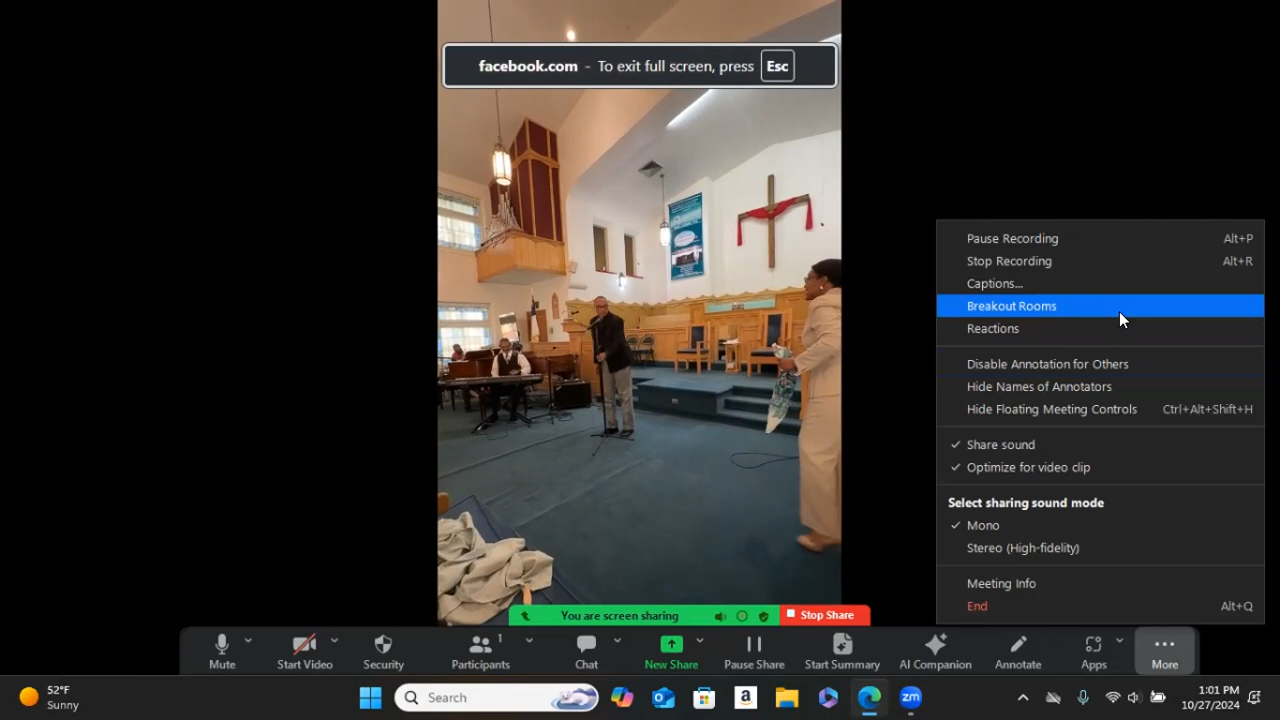 facebook.com - To exit full screen, press Esc
Pause Recording Alt+P
Stop Recording Alt+R
Captions...
Breakout Rooms
Reactions
Disable Annotation for Others
Hide Names of Annotators
Hide Floating Meeting Controls Ctrl+Alt+Shift+H
Share sound
Optimize for video clip
Select sharing sound mode
Mono
Stereo (High-fidelity)
Meeting Info
End Alt+Q
You are screen sharing Stop Share
1
Mute Start Video Security Participants Chat New Share Pause Share Start Summary AI Companion Annotate Apps More
52°F
Sunny
Search
zm
1:01 PM
10/27/2024